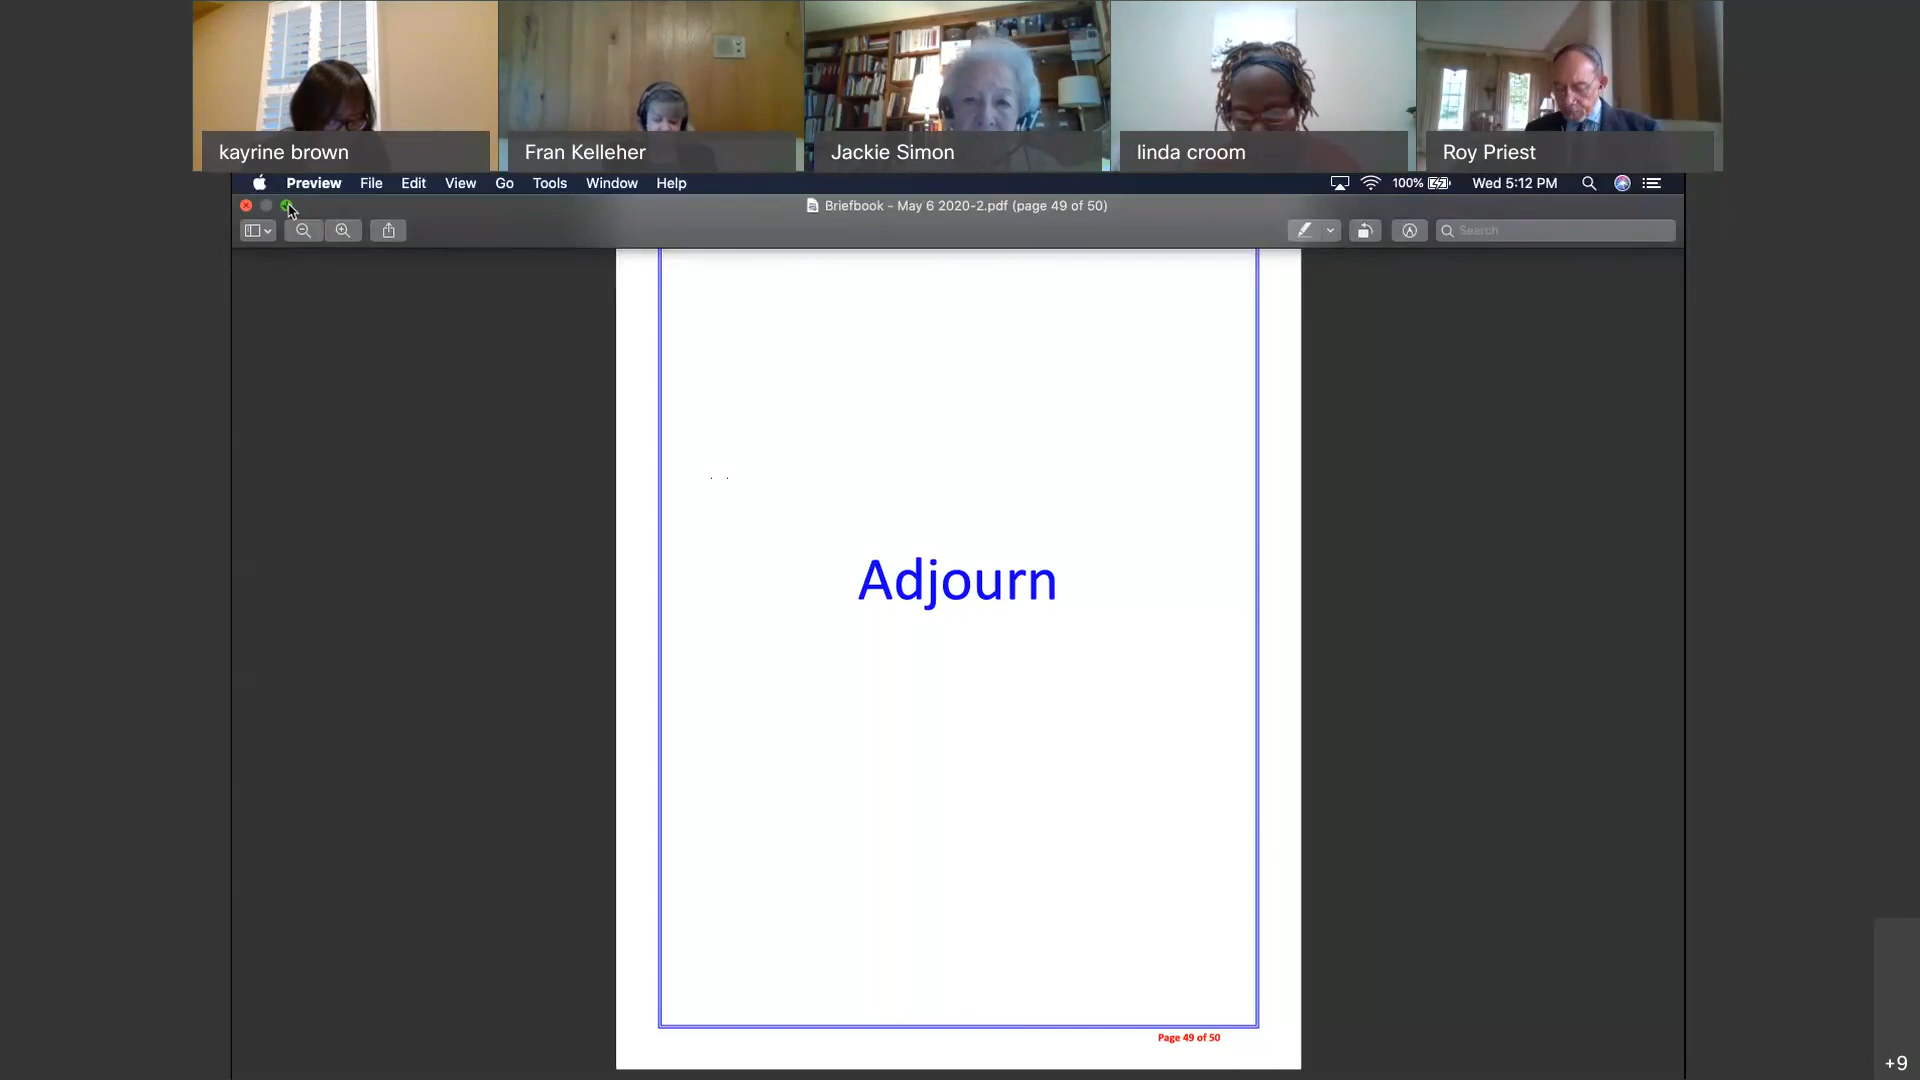 kayrine brown
Fran Kelleher
Jackie Simon
linda croom
Roy Priest
Preview File Edit View Go Tools Window Help 100% Wed 5:12 PM
Briefbook - May 6 2020-2.pdf (page 49 of 50)
Search
Adjourn
Page 49 of 50
+9